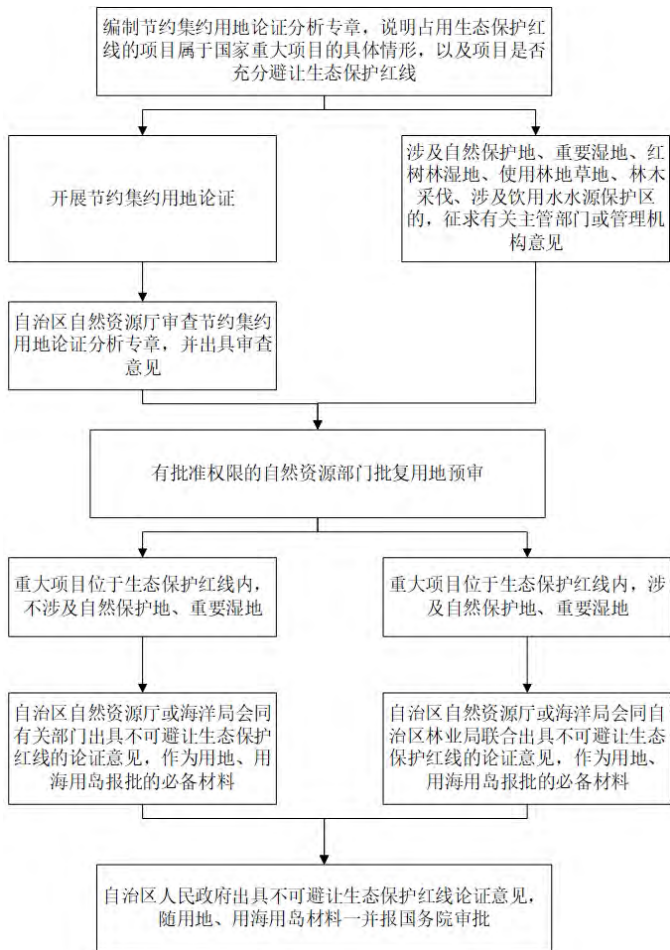 编制节约集约用地论证分析专章，说明占用生态保护红
线的项目属于国家重大项目的具体情形，以及项目是否
充分避让生态保护红线
开展节约集约用地论证
涉及自然保护地、重要湿地、红
树林湿地、使用林地草地、林木
采伐、涉及饮用水水源保护区
的，征求有关主管部门或管理机
构意见
自治区自然资源厅审查节约集约
用地论证分析专章，并出具审查
意见
有批准权限的自然资源部门批复用地预审
重大项目位于生态保护红线内，
不涉及自然保护地、重要湿地
重大项目位于生态保护红线内，涉
及自然保护地、重要湿地
自治区自然资源厅或海洋局会同
有关部门出具不可避让生态保护
红线的论证意见，作为用地、用
海用岛报批的必备材料
自治区自然资源厅或海洋局会同自
治区林业局联合出具不可避让生态
保护红线的论证意见，作为用地、
用海用岛报批的必备材料
自治区人民政府出具不可避让生态保护红线论证意见，
随用地、用海用岛材料一并报国务院审批